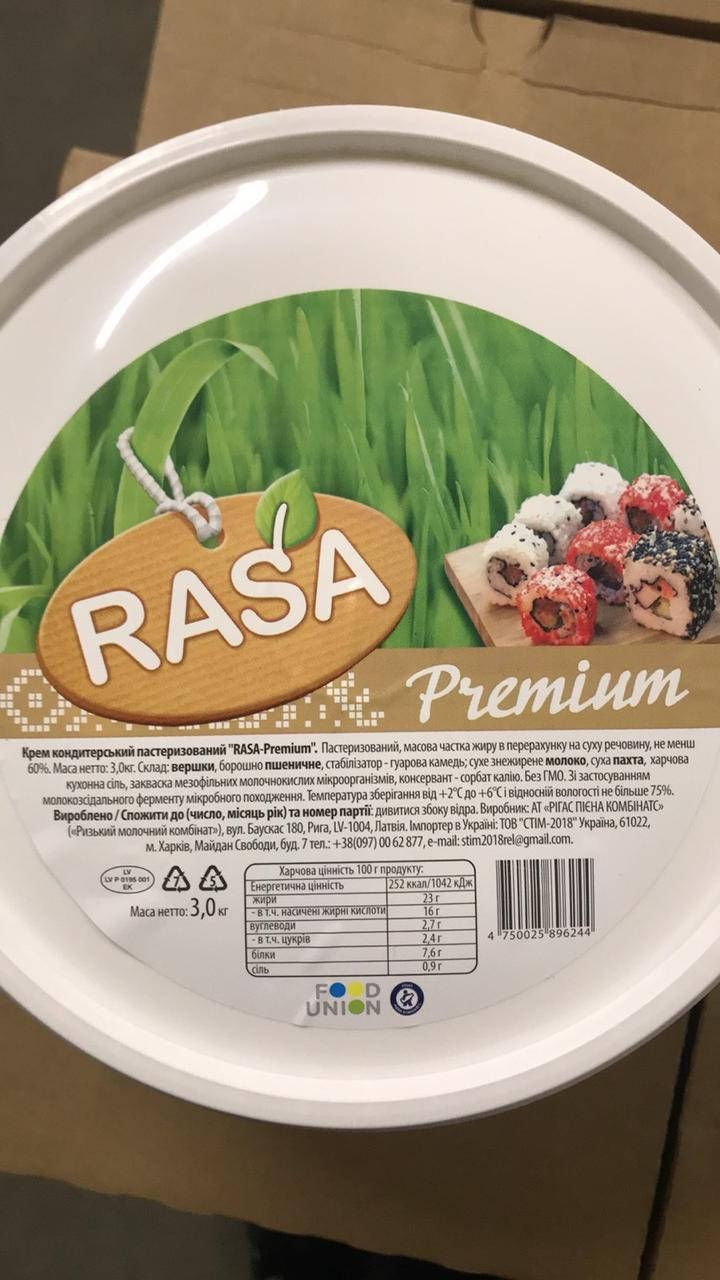 RASA
Premium
Крем кондитерський пастеризований "RASA-Premium". Пастеризований, масова частка жиру в перерахунку на суху речовину, не менш
60%. Маса нетто: 3,0кг. Склад: вершки, борошно пшеничне, стабілізатор - гуарова камедь; сухе знежирене молоко, суха пахта, харчова
кухонна сіль, закваска мезофільних молочнокислих мікроорганізмів, консервант - сорбат калію. Без ГМО. Зі застосуванням
молокозсідального ферменту мікробного походження. Температура зберігання від +2°C до +6°C і відносній вологості не більше 75%.
Вироблено / Спожити до (число, місяць рік) та номер партії: дивитися збоку відра. Виробник: АТ «РІГАС ПІЄНА КОМБІНАТС»
(«Ризький молочний комбінат»), вул. Баускас 180, Рига, LV-1004, Латвія. Імпортер в Україні: ТОВ "СТІМ-2018" Україна, 61022,
м. Харків, Майдан Свободи, буд. 7 тел.: +38(097) 00 62 877, e-mail: stim2018rel@gmail.com.
LV
LV P 0195 001
EK
7 5
Маса нетто: 3,0 кг
Харчова цінність 100 г продукту:
Енергетична цінність 252 ккал/1042 кДж
жири 23 г
- в т.ч. насичені жирні кислоти 16 г
вуглеводи 2,7 г
- в т.ч. цукрів 2,4 г
білки 7,6 г
сіль 0,9 г
4 750025 896244
FOOD
UNION